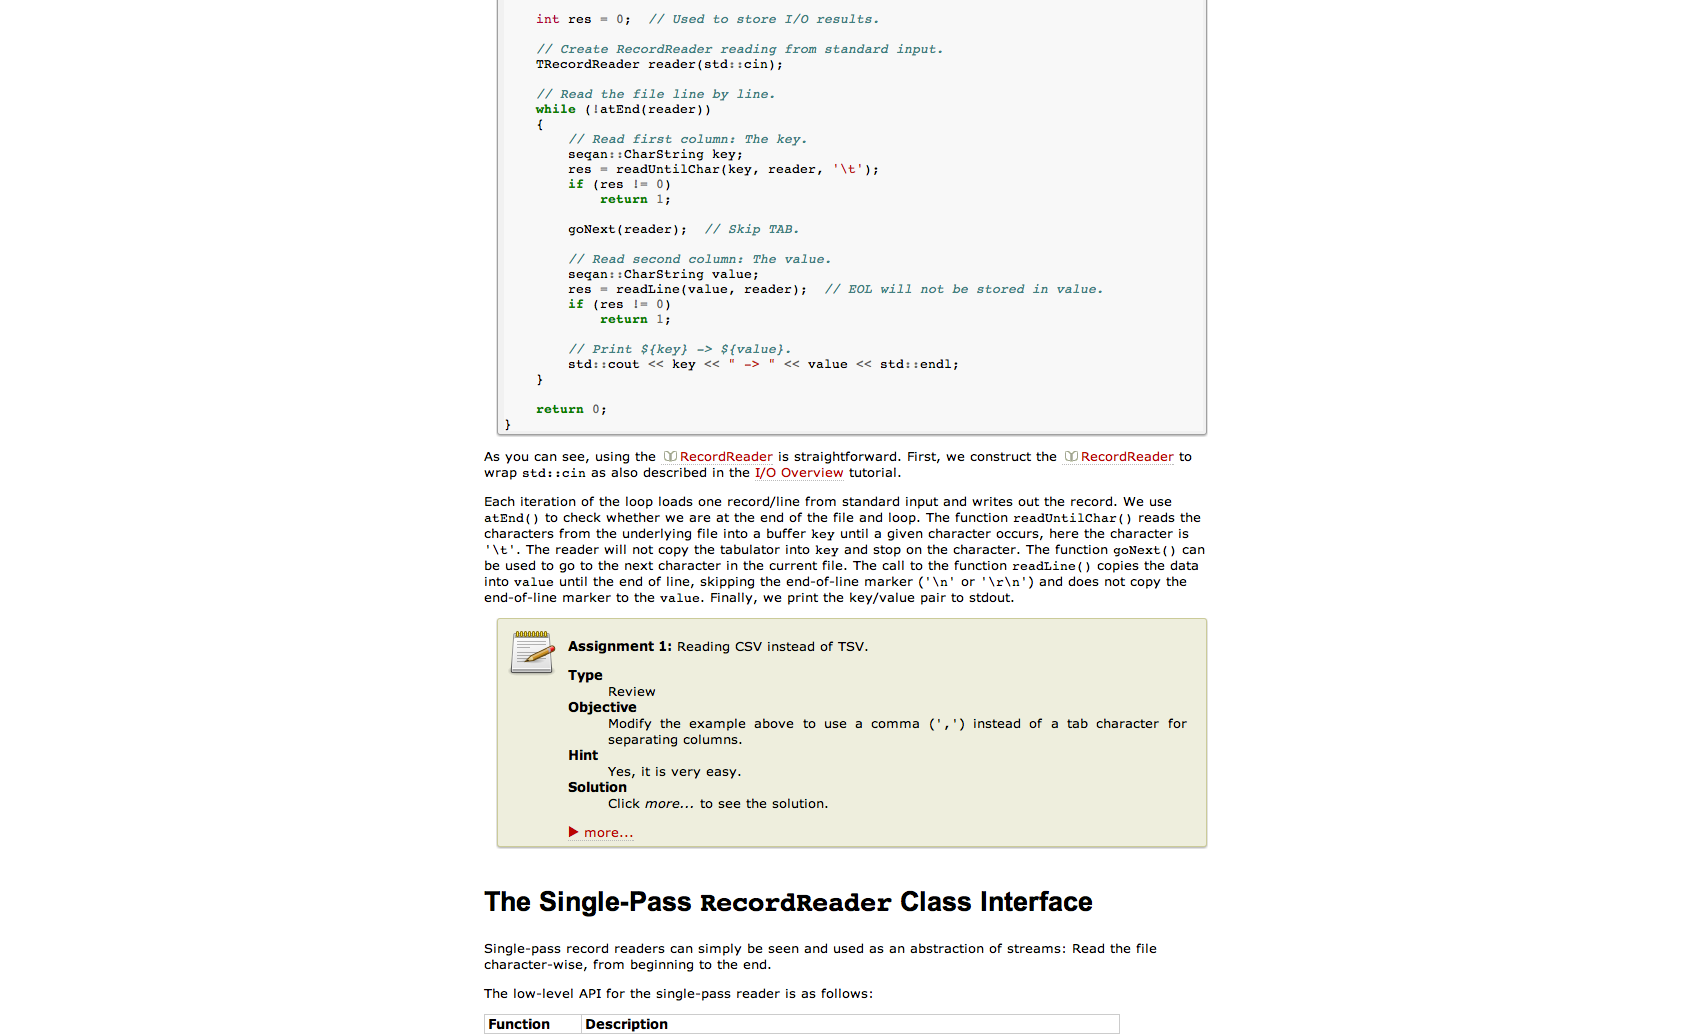 int res = 0;  // Used to store I/O results.
// Create RecordReader reading from standard input.
TRecordReader reader(std::cin);
// Read the file line by line.
while (!atEnd(reader))
{
// Read first column: The key.
seqan::CharString key;
res = readUntilChar(key, reader, '\t');
if (res != 0)
return 1;
goNext(reader);  // Skip TAB.
// Read second column: The value.
seqan::CharString value;
res = readLine(value, reader);  // EOL will not be stored in value.
if (res != 0)
return 1;
// Print ${key} -> ${value}.
std::cout << key << " -> " << value << std::endl;
}
return 0;
}
As you can see, using the RecordReader is straightforward. First, we construct the RecordReader to
wrap std::cin as also described in the I/O Overview tutorial.
Each iteration of the loop loads one record/line from standard input and writes out the record. We use
atEnd() to check whether we are at the end of the file and loop. The function readUntilChar() reads the
characters from the underlying file into a buffer key until a given character occurs, here the character is
'\t'. The reader will not copy the tabulator into key and stop on the character. The function goNext() can
be used to go to the next character in the current file. The call to the function readLine() copies the data
into value until the end of line, skipping the end-of-line marker ('\n' or '\r\n') and does not copy the
end-of-line marker to the value. Finally, we print the key/value pair to stdout.
Assignment 1: Reading CSV instead of TSV.
Type
Review
Objective
Modify the example above to use a comma (',') instead of a tab character for
separating columns.
Hint
Yes, it is very easy.
Solution
Click more... to see the solution.
more...
The Single-Pass RecordReader Class Interface
Single-pass record readers can simply be seen and used as an abstraction of streams: Read the file
character-wise, from beginning to the end.
The low-level API for the single-pass reader is as follows:
Function Description